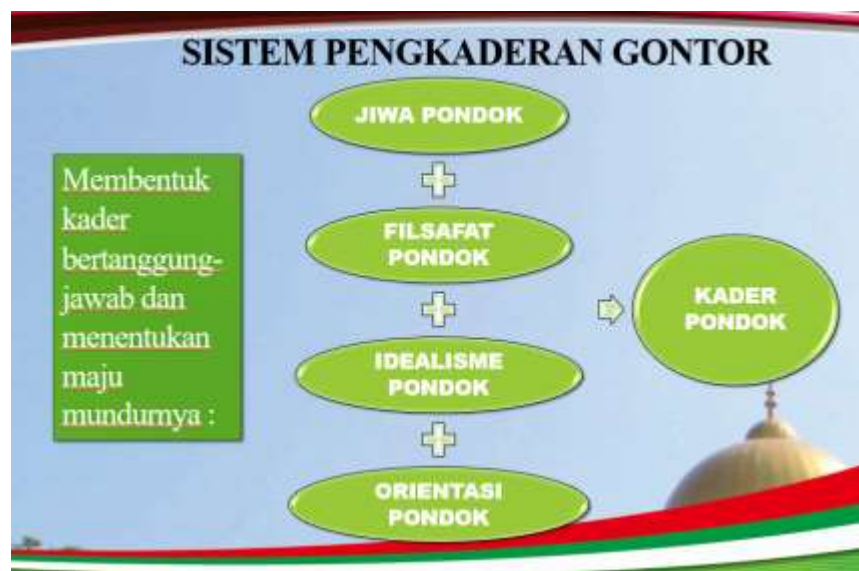 SISTEM PENGKADERAN GONTOR
Membentuk
kader
bertanggung-
jawab dan
menentukan
maju
mundurnya :
JIWA PONDOK
FILSAFAT
PONDOK
IDEALISME
PONDOK
ORIENTASI
PONDOK
KADER
PONDOK